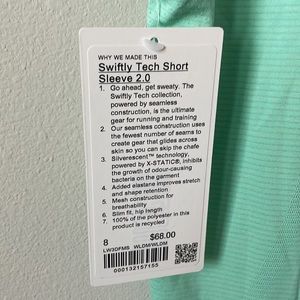 WHY WE MADE THIS
Swiftly Tech Short
Sleeve 2.0
1. Go ahead, get sweaty. The
Swiftly Tech collection,
powered by seamless
construction, is the ultimate
gear for running and training
2. Our seamless construction uses
the fewest number of seams to
create gear that glides across
skin so you can skip the chafe
3. Silverescent™ technology,
powered by X-STATIC®, inhibits
the growth of odour-causing
bacteria on the garment
4. Added elastane improves stretch
and shape retention
5. Mesh construction for
breathability
6. Slim fit, hip length
7. 100% of the polyester in this
product is recycled
8 $68.00
LW3DFMS WLDM/WLDM
000132157155